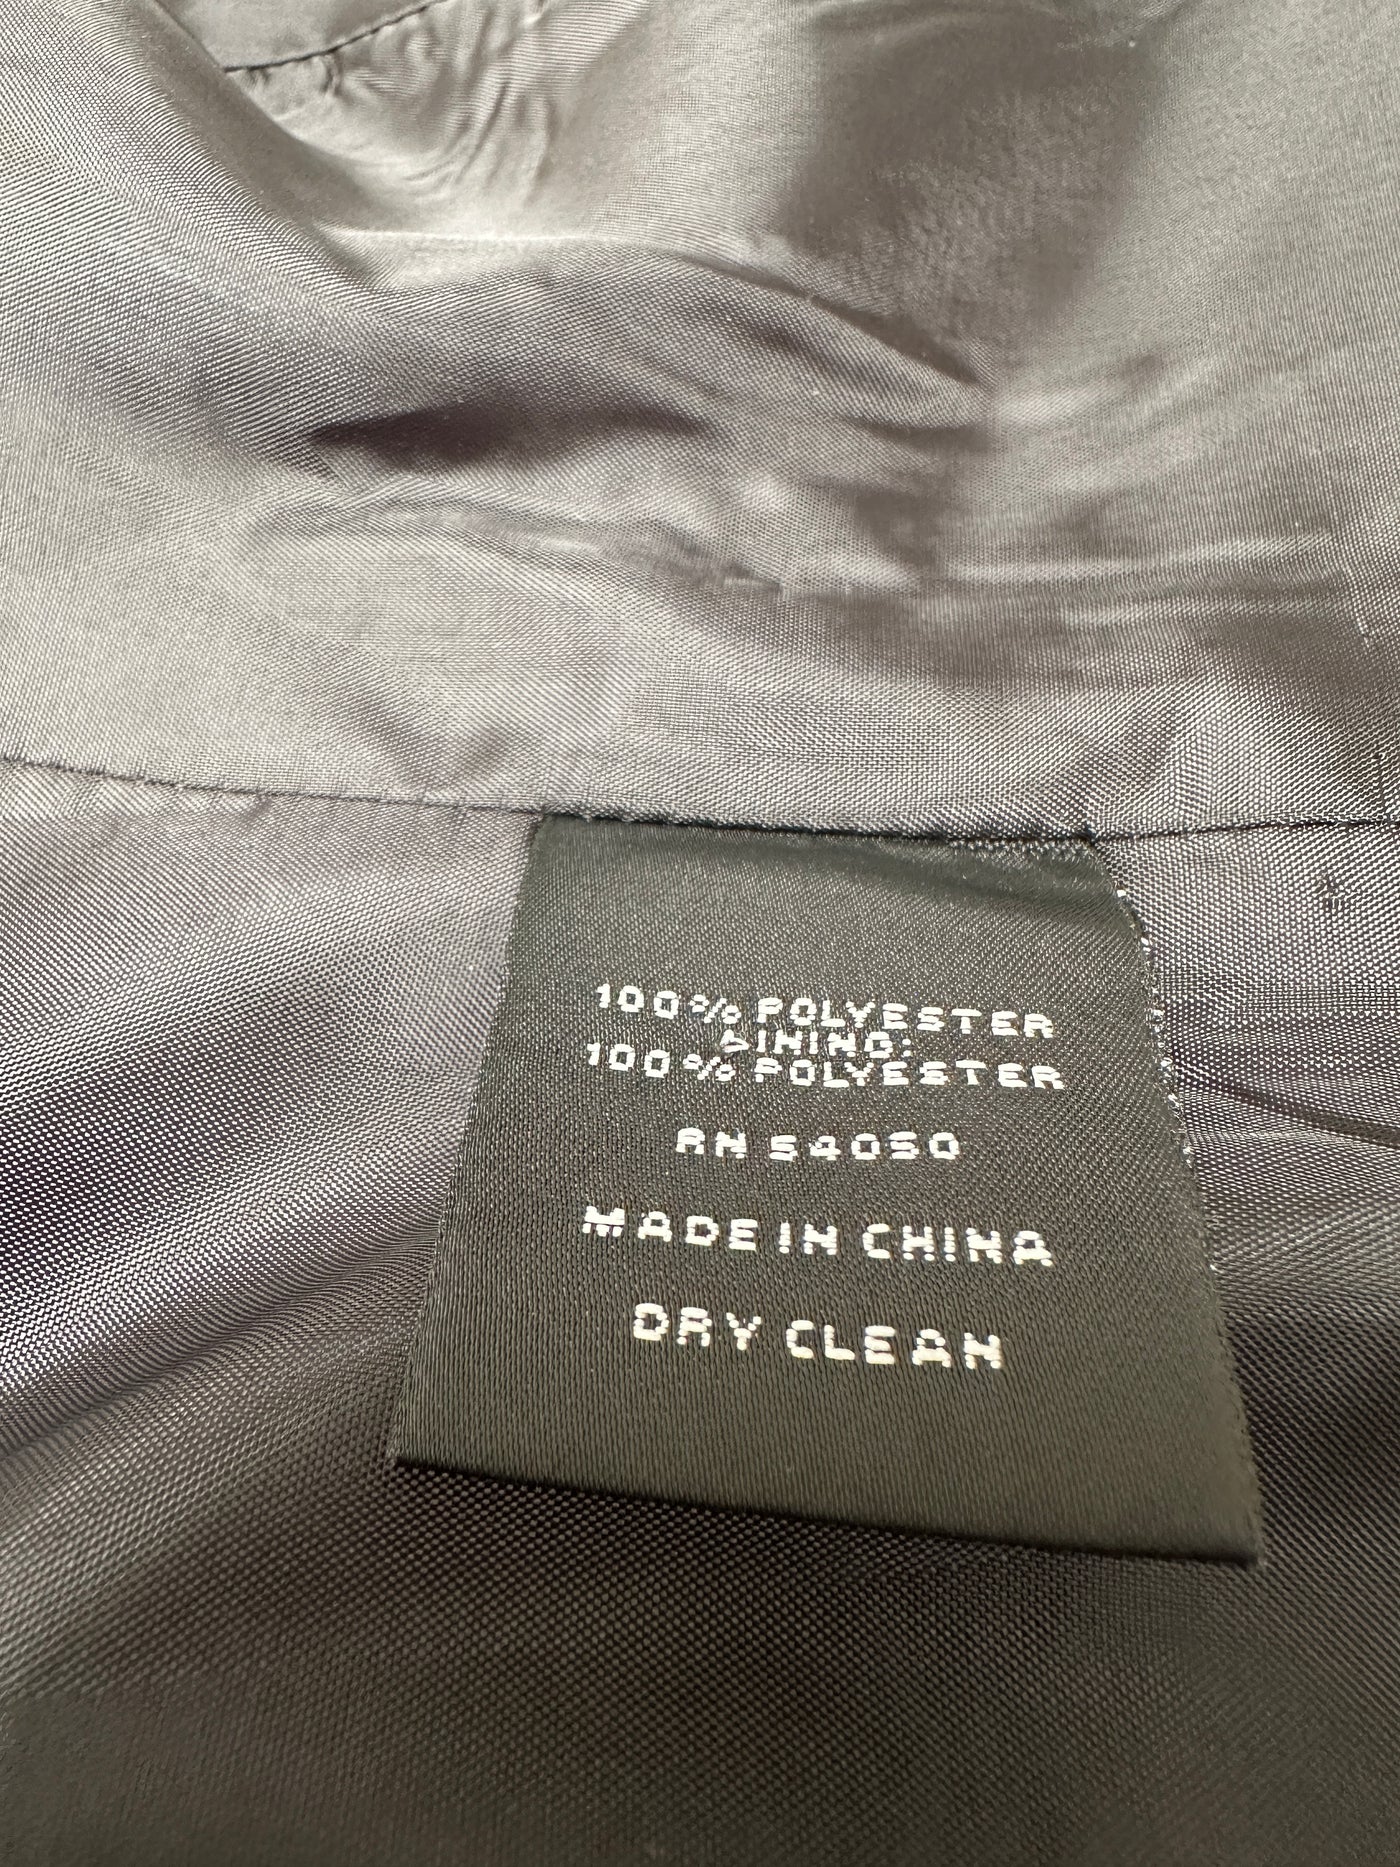 100% POLYESTER
LINING:
100% POLYESTER
RN 54050
MADE IN CHINA
DRY CLEAN